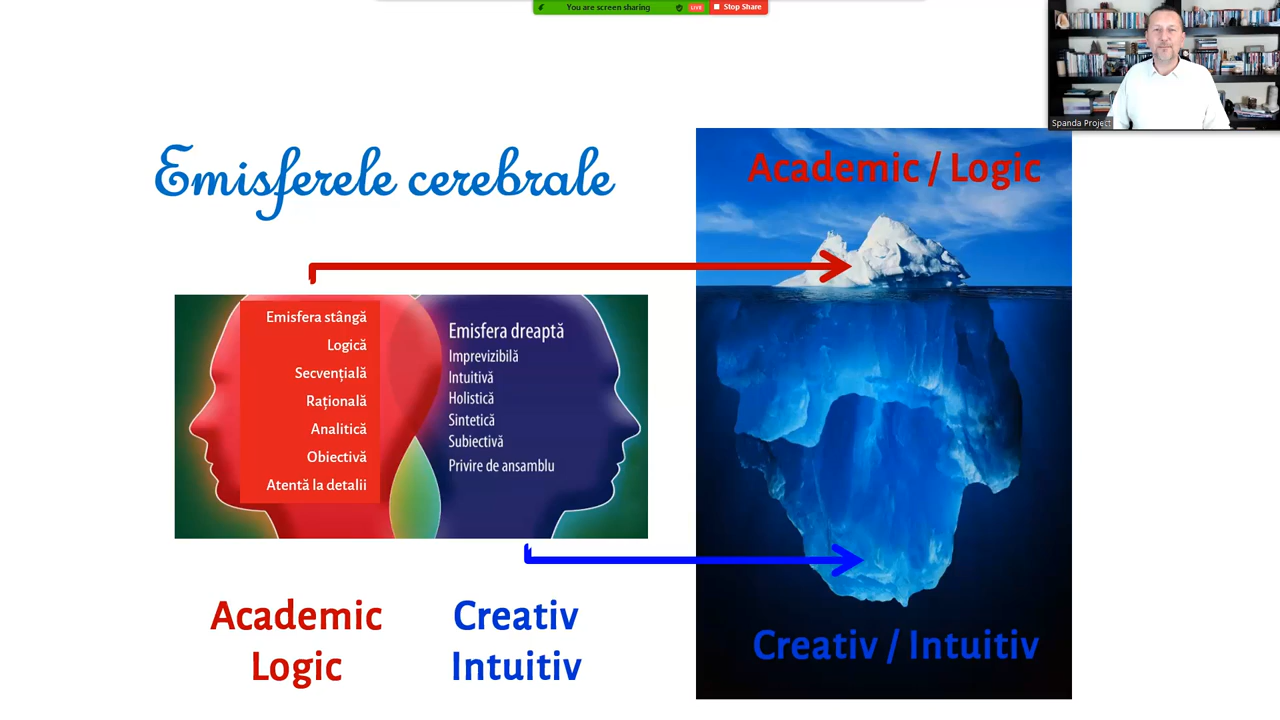 You are screen sharing
LIVE
Stop Share
Spanda Project
Emisferele cerebrale
Academic / Logic
Emisfera stângă
Logică
Secvențială
Rațională
Analitică
Obiectivă
Atentă la detalii
Emisfera dreaptă
Imprevizibilă
Intuitivă
Holistică
Sintetică
Subiectivă
Privire de ansamblu
Academic
Logic
Creativ
Intuitiv
Creativ / Intuitiv